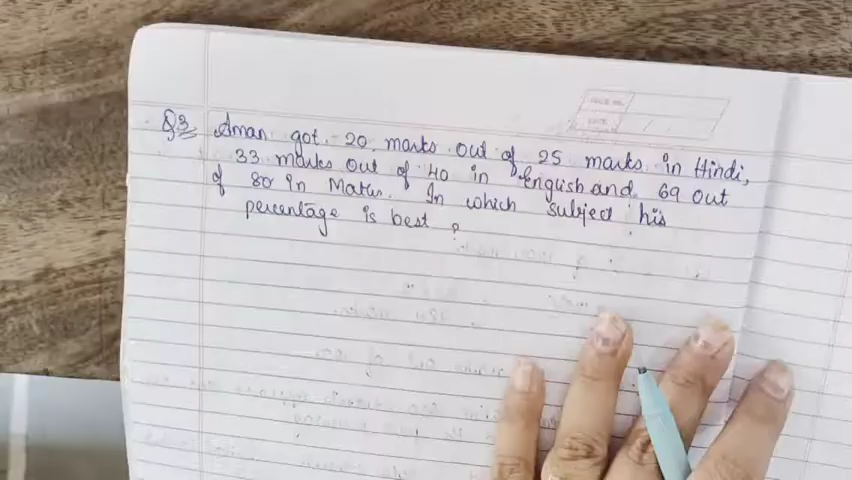 Q3 Aman got 20 marks out of 25 marks in Hindi,
33 marks out of 40 in English and 69 out
of 80 in Maths. In which subject his
percentage is best ?